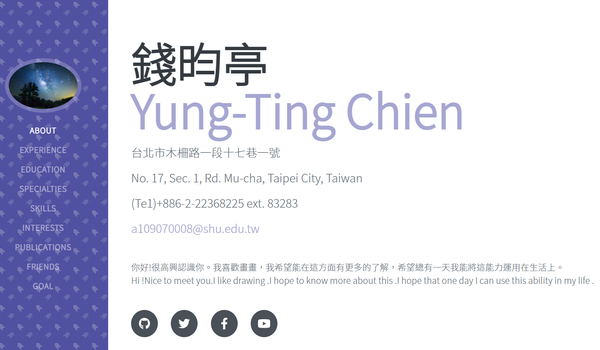 ABOUT
EXPERIENCE
EDUCATION
SPECIALTIES
SKILLS
INTERESTS
PUBLICATIONS
FRIENDS
GOAL
錢昀亭
Yung-Ting Chien
台北市木柵路一段十七巷一號
No. 17, Sec. 1, Rd. Mu-cha, Taipei City, Taiwan
(Te1)+886-2-22368225 ext. 83283
a109070008@shu.edu.tw
你好!很高興認識你。我喜歡畫畫，我希望能在這方面有更多的了解，希望總有一天我能將這能力運用在生活上。
Hi !Nice to meet you.I like drawing .I hope to know more about this .I hope that one day I can use this ability in my life .